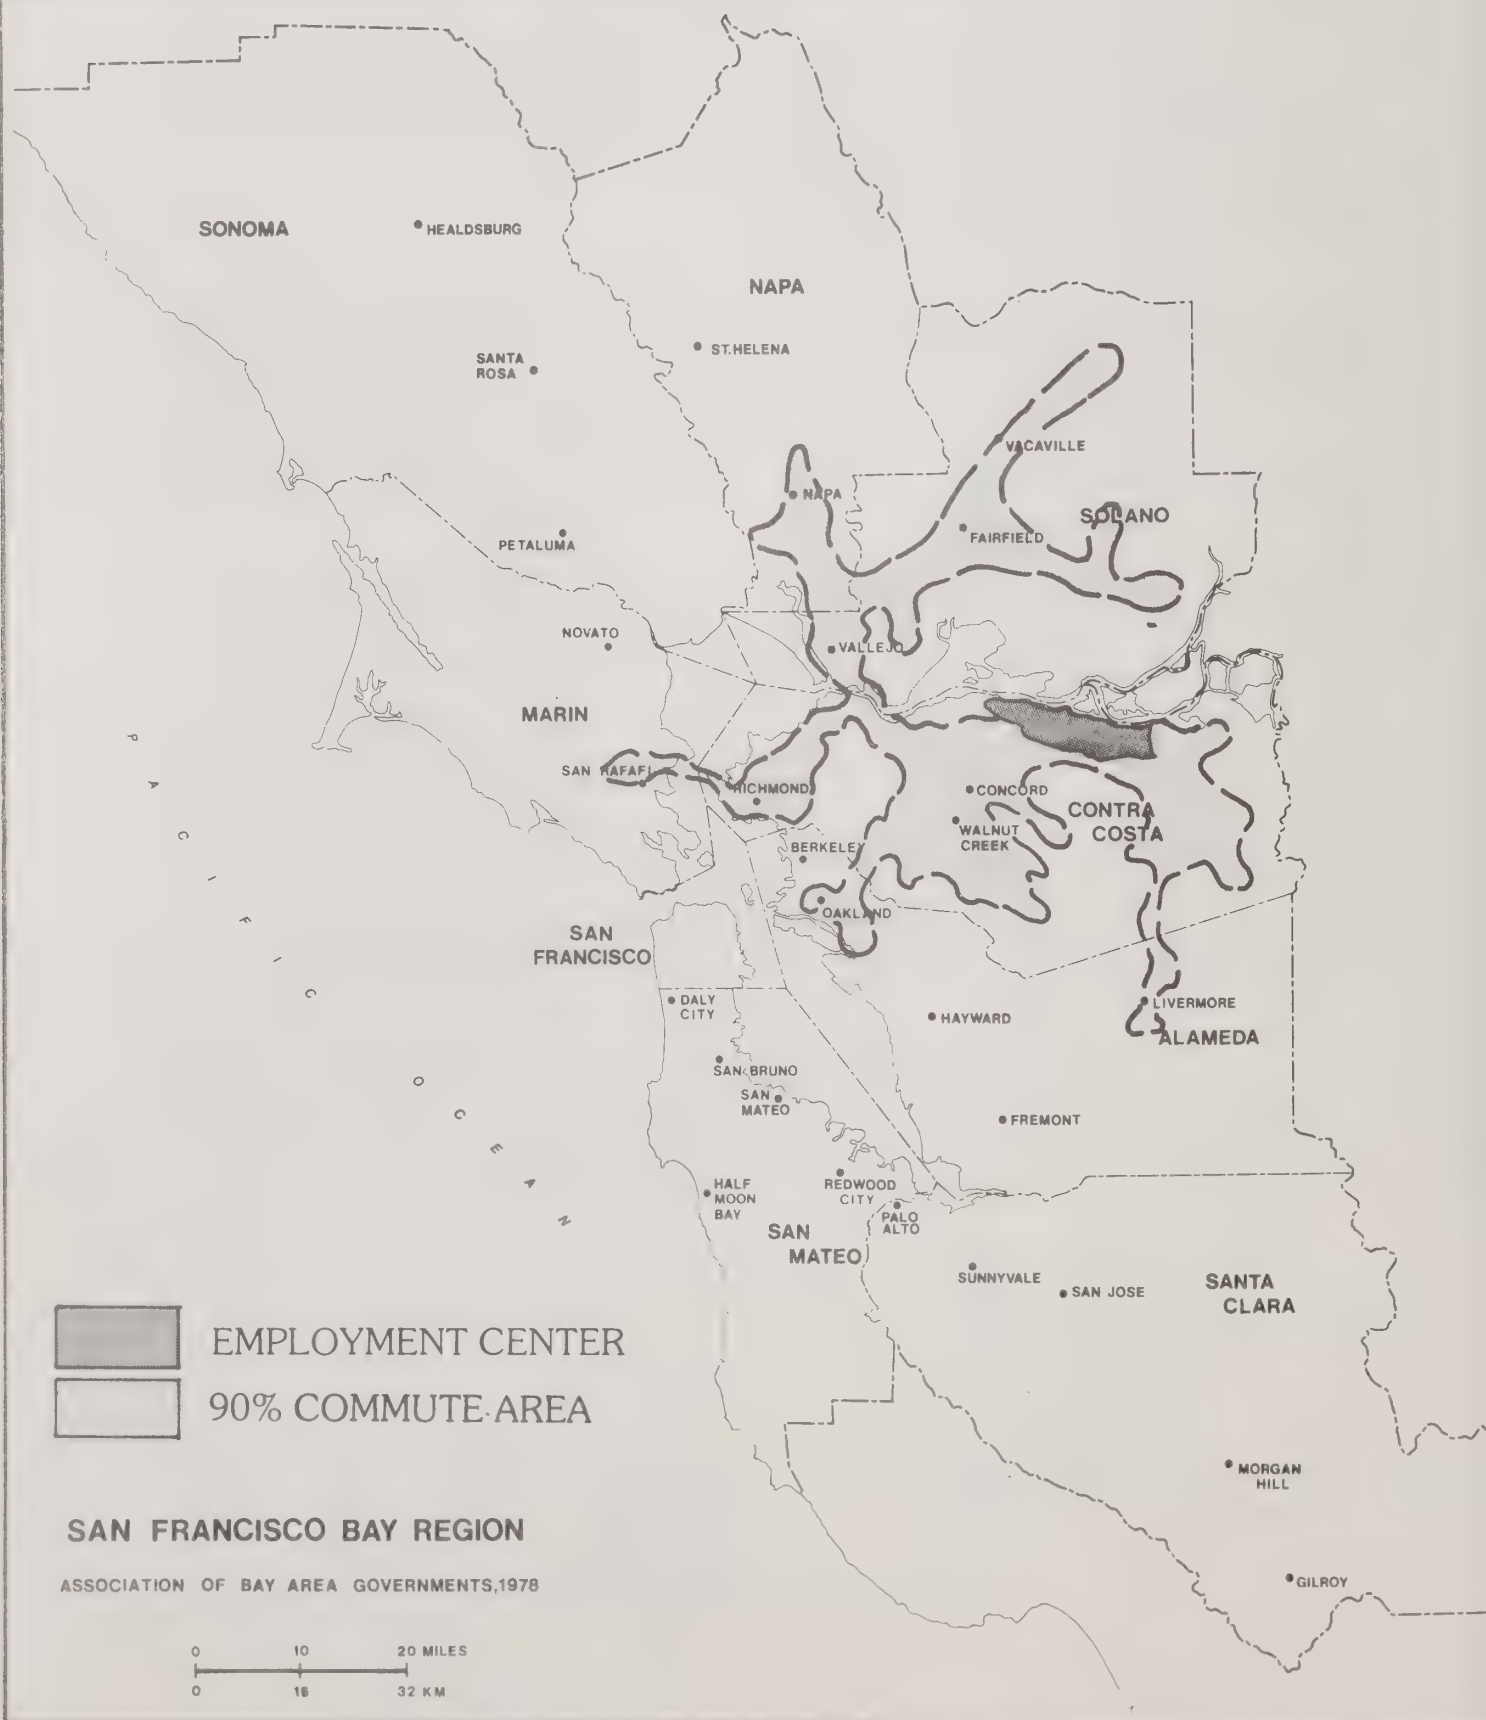 SONOMA
HEALDSBURG
NAPA
ST.HELENA
SANTA
ROSA
VACAVILLE
NAPA
SOLANO
FAIRFIELD
PETALUMA
NOVATO
VALLEJO
MARIN
SAN RAFAEL
RICHMOND
CONCORD
CONTRA
COSTA
WALNUT
CREEK
BERKELEY
OAKLAND
SAN
FRANCISCO
DALY
CITY
LIVERMORE
HAYWARD
ALAMEDA
SAN BRUNO
SAN
MATEO
FREMONT
HALF
MOON
BAY
REDWOOD
CITY
PALO
ALTO
SAN
MATEO
SUNNYVALE
SAN JOSE
SANTA
CLARA
PACIFIC OCEAN
EMPLOYMENT CENTER
90% COMMUTE AREA
MORGAN
HILL
GILROY
SAN FRANCISCO BAY REGION
ASSOCIATION OF BAY AREA GOVERNMENTS,1978
0 10 20 MILES
0 16 32 KM